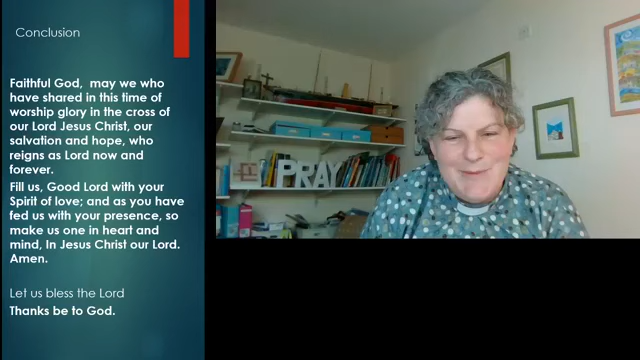 Conclusion
Faithful God, may we who
have shared in this time of
worship glory in the cross of
our Lord Jesus Christ, our
salvation and hope, who
reigns as Lord now and
forever.
Fill us, Good Lord with your
Spirit of love; and as you have
fed us with your presence, so
make us one in heart and
mind, In Jesus Christ our Lord.
Amen.
Let us bless the Lord
Thanks be to God.
PRAY